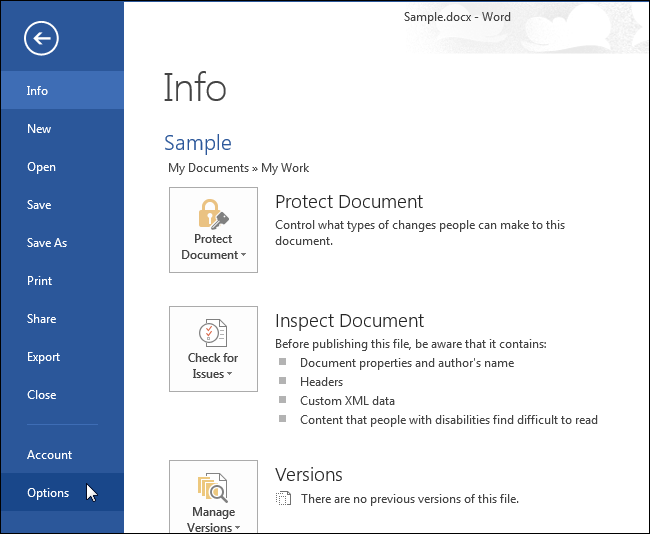 Sample.docx - Word
Info
New
Open
Save
Save As
Print
Share
Export
Close
Account
Options
Info
Sample
My Documents » My Work
Protect
Document
Protect Document
Control what types of changes people can make to this
document.
Check for
Issues
Inspect Document
Before publishing this file, be aware that it contains:
Document properties and author's name
Headers
Custom XML data
Content that people with disabilities find difficult to read
Manage
Versions
Versions
There are no previous versions of this file.